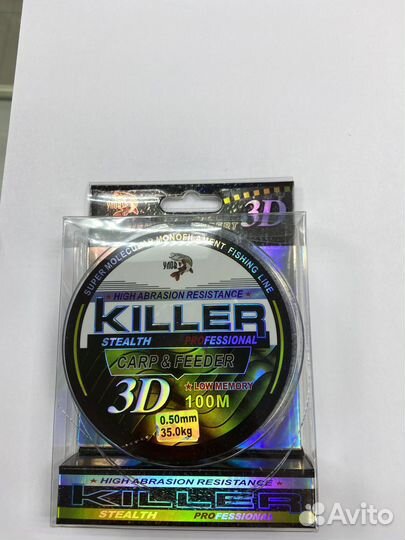 3D
SUPER MOLECULAR MONOFILAMENT FISHING LINE
HIGH ABRASION RESISTANCE
KILLER
STEALTH PROFESSIONAL
CARP & FEEDER
3D
LOW MEMORY
100M
0.50mm
35.0kg
HIGH ABRASION RESISTANCE
KILLER
STEALTH PROFESSIONAL
Avito